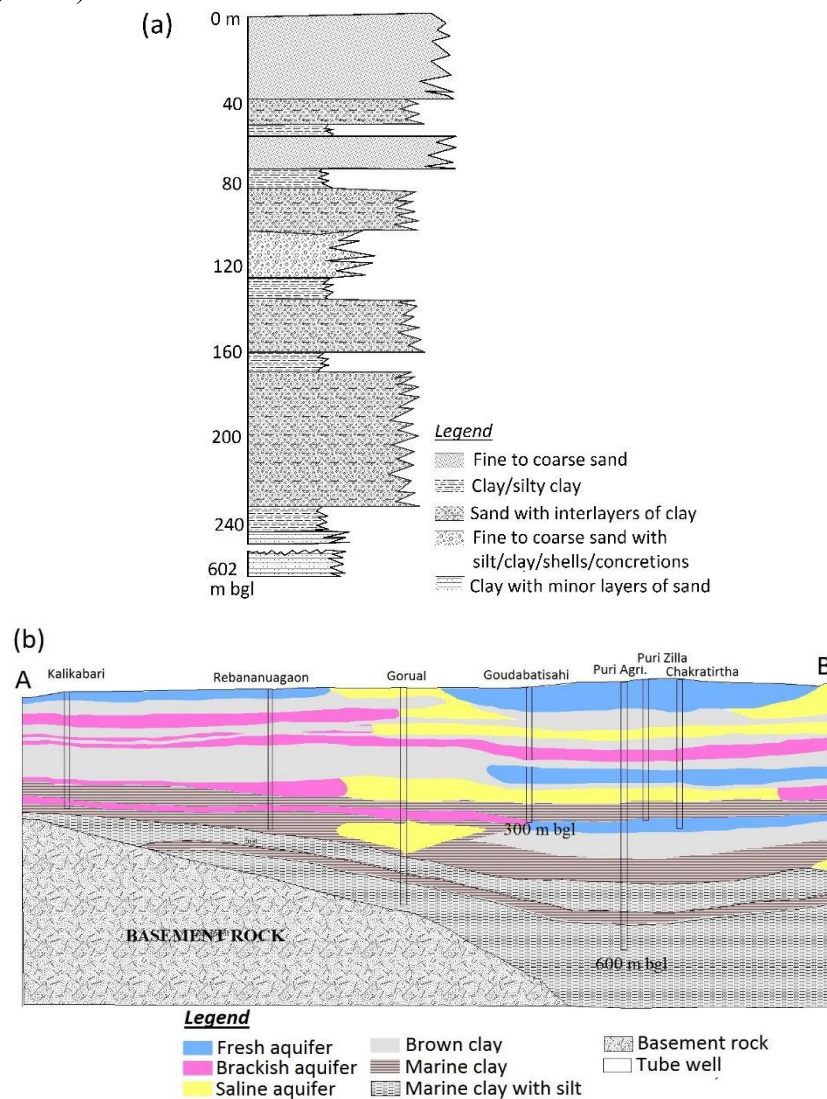 (a)
0 m
40
80
120
160
200
240
602
m bgl
Legend
Fine to coarse sand
Clay/silty clay
Sand with interlayers of clay
Fine to coarse sand with
silt/clay/shells/concretions
Clay with minor layers of sand
(b)
A
Kalikabari
Rebananuagaon
Gorual
Goudabatisahi
Puri Agri.
Puri Zilla
Chakratirtha
B
300 m bgl
BASEMENT ROCK
600 m bgl
Legend
Fresh aquifer
Brackish aquifer
Saline aquifer
Brown clay
Marine clay
Marine clay with silt
Basement rock
Tube well